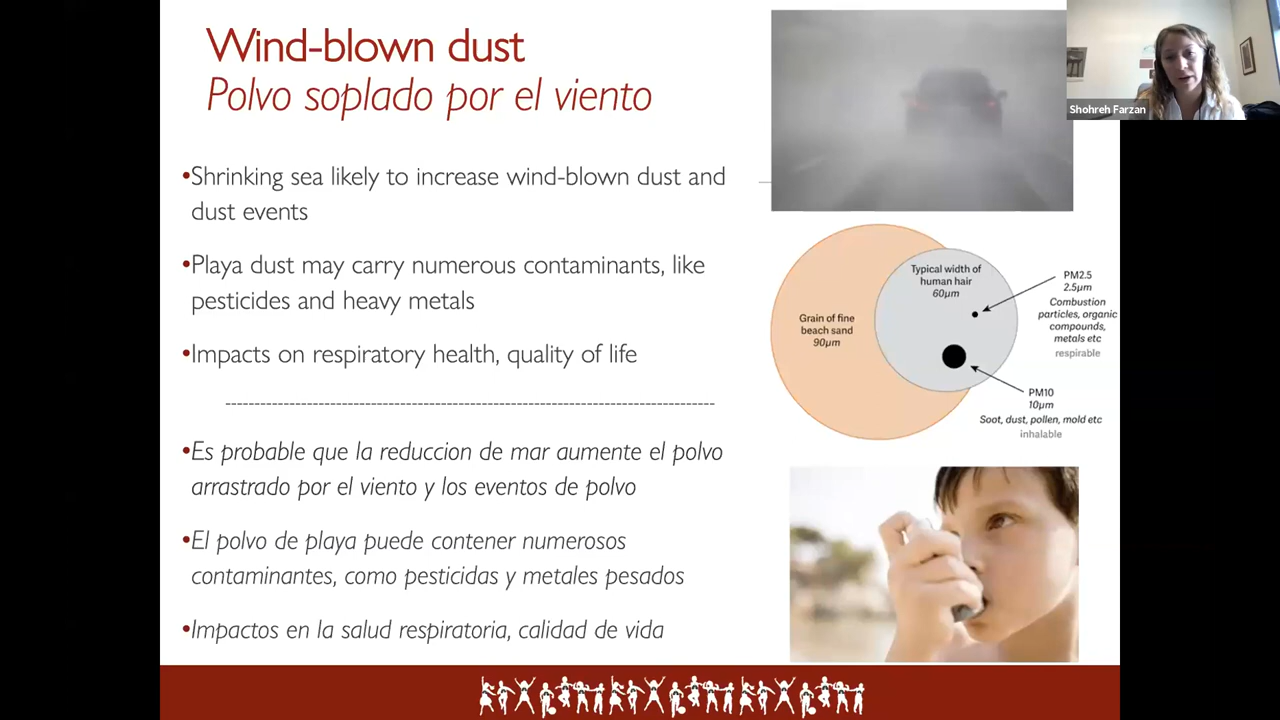 Wind-blown dust
Polvo soplado por el viento
•Shrinking sea likely to increase wind-blown dust and
dust events
•Playa dust may carry numerous contaminants, like
pesticides and heavy metals
•Impacts on respiratory health, quality of life
•Es probable que la reduccion de mar aumente el polvo
arrastrado por el viento y los eventos de polvo
•El polvo de playa puede contener numerosos
contaminantes, como pesticidas y metales pesados
•Impactos en la salud respiratoria, calidad de vida
Grain of fine
beach sand
90µm
Typical width of
human hair
60µm
PM2.5
2.5µm
Combustion
particles, organic
compounds,
metals etc
respirable
PM10
10µm
Soot, dust, pollen, mold etc
inhalable
Shohreh Farzan